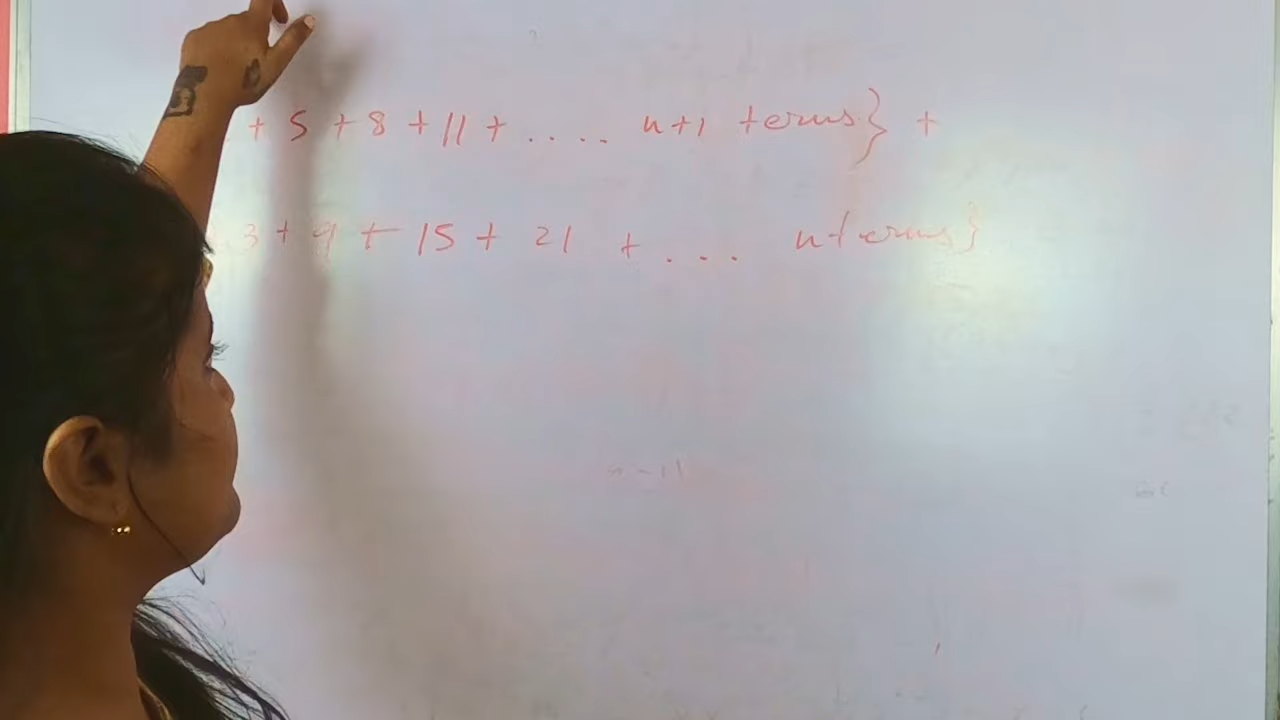 + 5 + 8 + 11 + .... n+1 terms} +
3 + 9 + 15 + 21 + ... n terms}